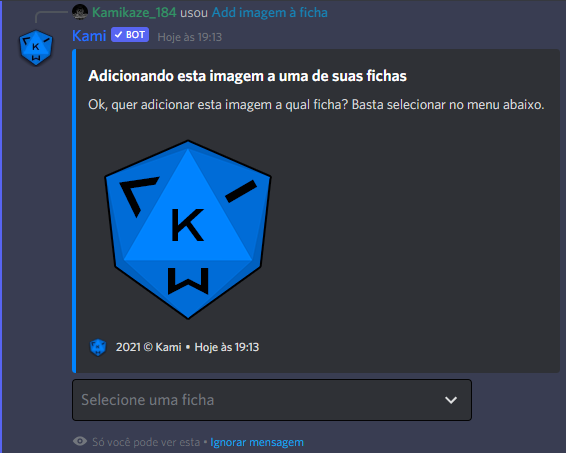 Kamikaze_184 usou Add imagem à ficha
Kami BOT Hoje às 19:13
Adicionando esta imagem a uma de suas fichas
Ok, quer adicionar esta imagem a qual ficha? Basta selecionar no menu abaixo.
K
2021 © Kami • Hoje às 19:13
Selecione uma ficha
Só você pode ver esta • Ignorar mensagem